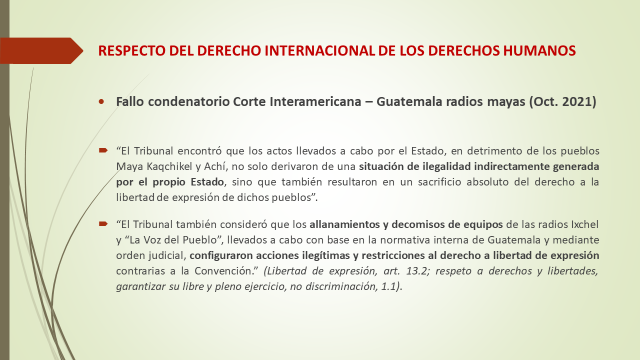 RESPECTO DEL DERECHO INTERNACIONAL DE LOS DERECHOS HUMANOS
Fallo condenatorio Corte Interamericana – Guatemala radios mayas (Oct. 2021)
“El Tribunal encontró que los actos llevados a cabo por el Estado, en detrimento de los pueblos
Maya Kaqchikel y Achí, no solo derivaron de una situación de ilegalidad indirectamente generada
por el propio Estado, sino que también resultaron en un sacrificio absoluto del derecho a la
libertad de expresión de dichos pueblos”.
“El Tribunal también consideró que los allanamientos y decomisos de equipos de las radios Ixchel
y “La Voz del Pueblo”, llevados a cabo con base en la normativa interna de Guatemala y mediante
orden judicial, configuraron acciones ilegítimas y restricciones al derecho a libertad de expresión
contrarias a la Convención.” (Libertad de expresión, art. 13.2; respeto a derechos y libertades,
garantizar su libre y pleno ejercicio, no discriminación, 1.1).